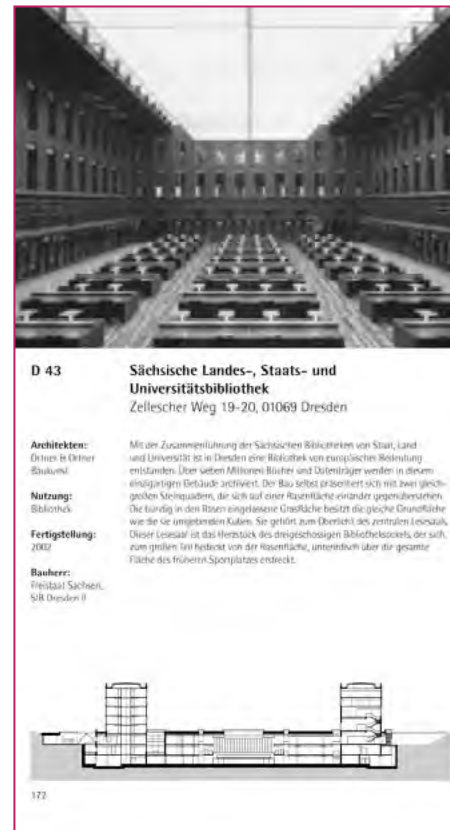 D 43
Sächsische Landes-, Staats- und
Universitätsbibliothek
Zellescher Weg 19-20, 01069 Dresden
Architekten:
Ortner & Ortner
Baukunst
Nutzung:
Bibliothek
Fertigstellung:
2002
Bauherr:
Freistaat Sachsen,
SIB Dresden II
Mit der Zusammenführung der Sächsischen Bibliotheken von Staat, Land
und Universität ist in Dresden eine Bibliothek von europäischer Bedeutung
entstanden. Über sieben Millionen Bücher und Datenträger werden in diesem
einzigartigen Gebäude archiviert. Der Bau selbst präsentiert sich mit zwei gleich-
großen Steinquadern, die sich auf einer Rasenfläche einander gegenüberstehen.
Die bündig in den Rasen eingelassene Glasfläche besitzt die gleiche Grundfläche
wie die sie umgebenden Kuben. Sie gehört zum Oberlicht des zentralen Lesesaals.
Dieser Lesesaal ist das Herzstück des dreigeschossigen Bibliothekssockels, der sich,
zum großen Teil bedeckt von der Rasenfläche, unterirdisch über die gesamte
Fläche des früheren Sportplatzes erstreckt.
172